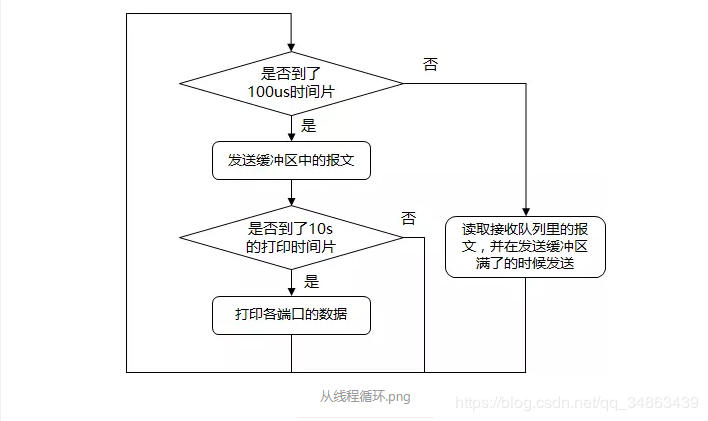 是否到了
100us时间片
否
是
发送缓冲区中的报文
是否到了10s
的打印时间片
否
读取接收队列里的报
文，并在发送缓冲区
满了的时候发送
是
打印各端口的数据
从线程循环.png
https://blog.csdn.net/qq_34863439